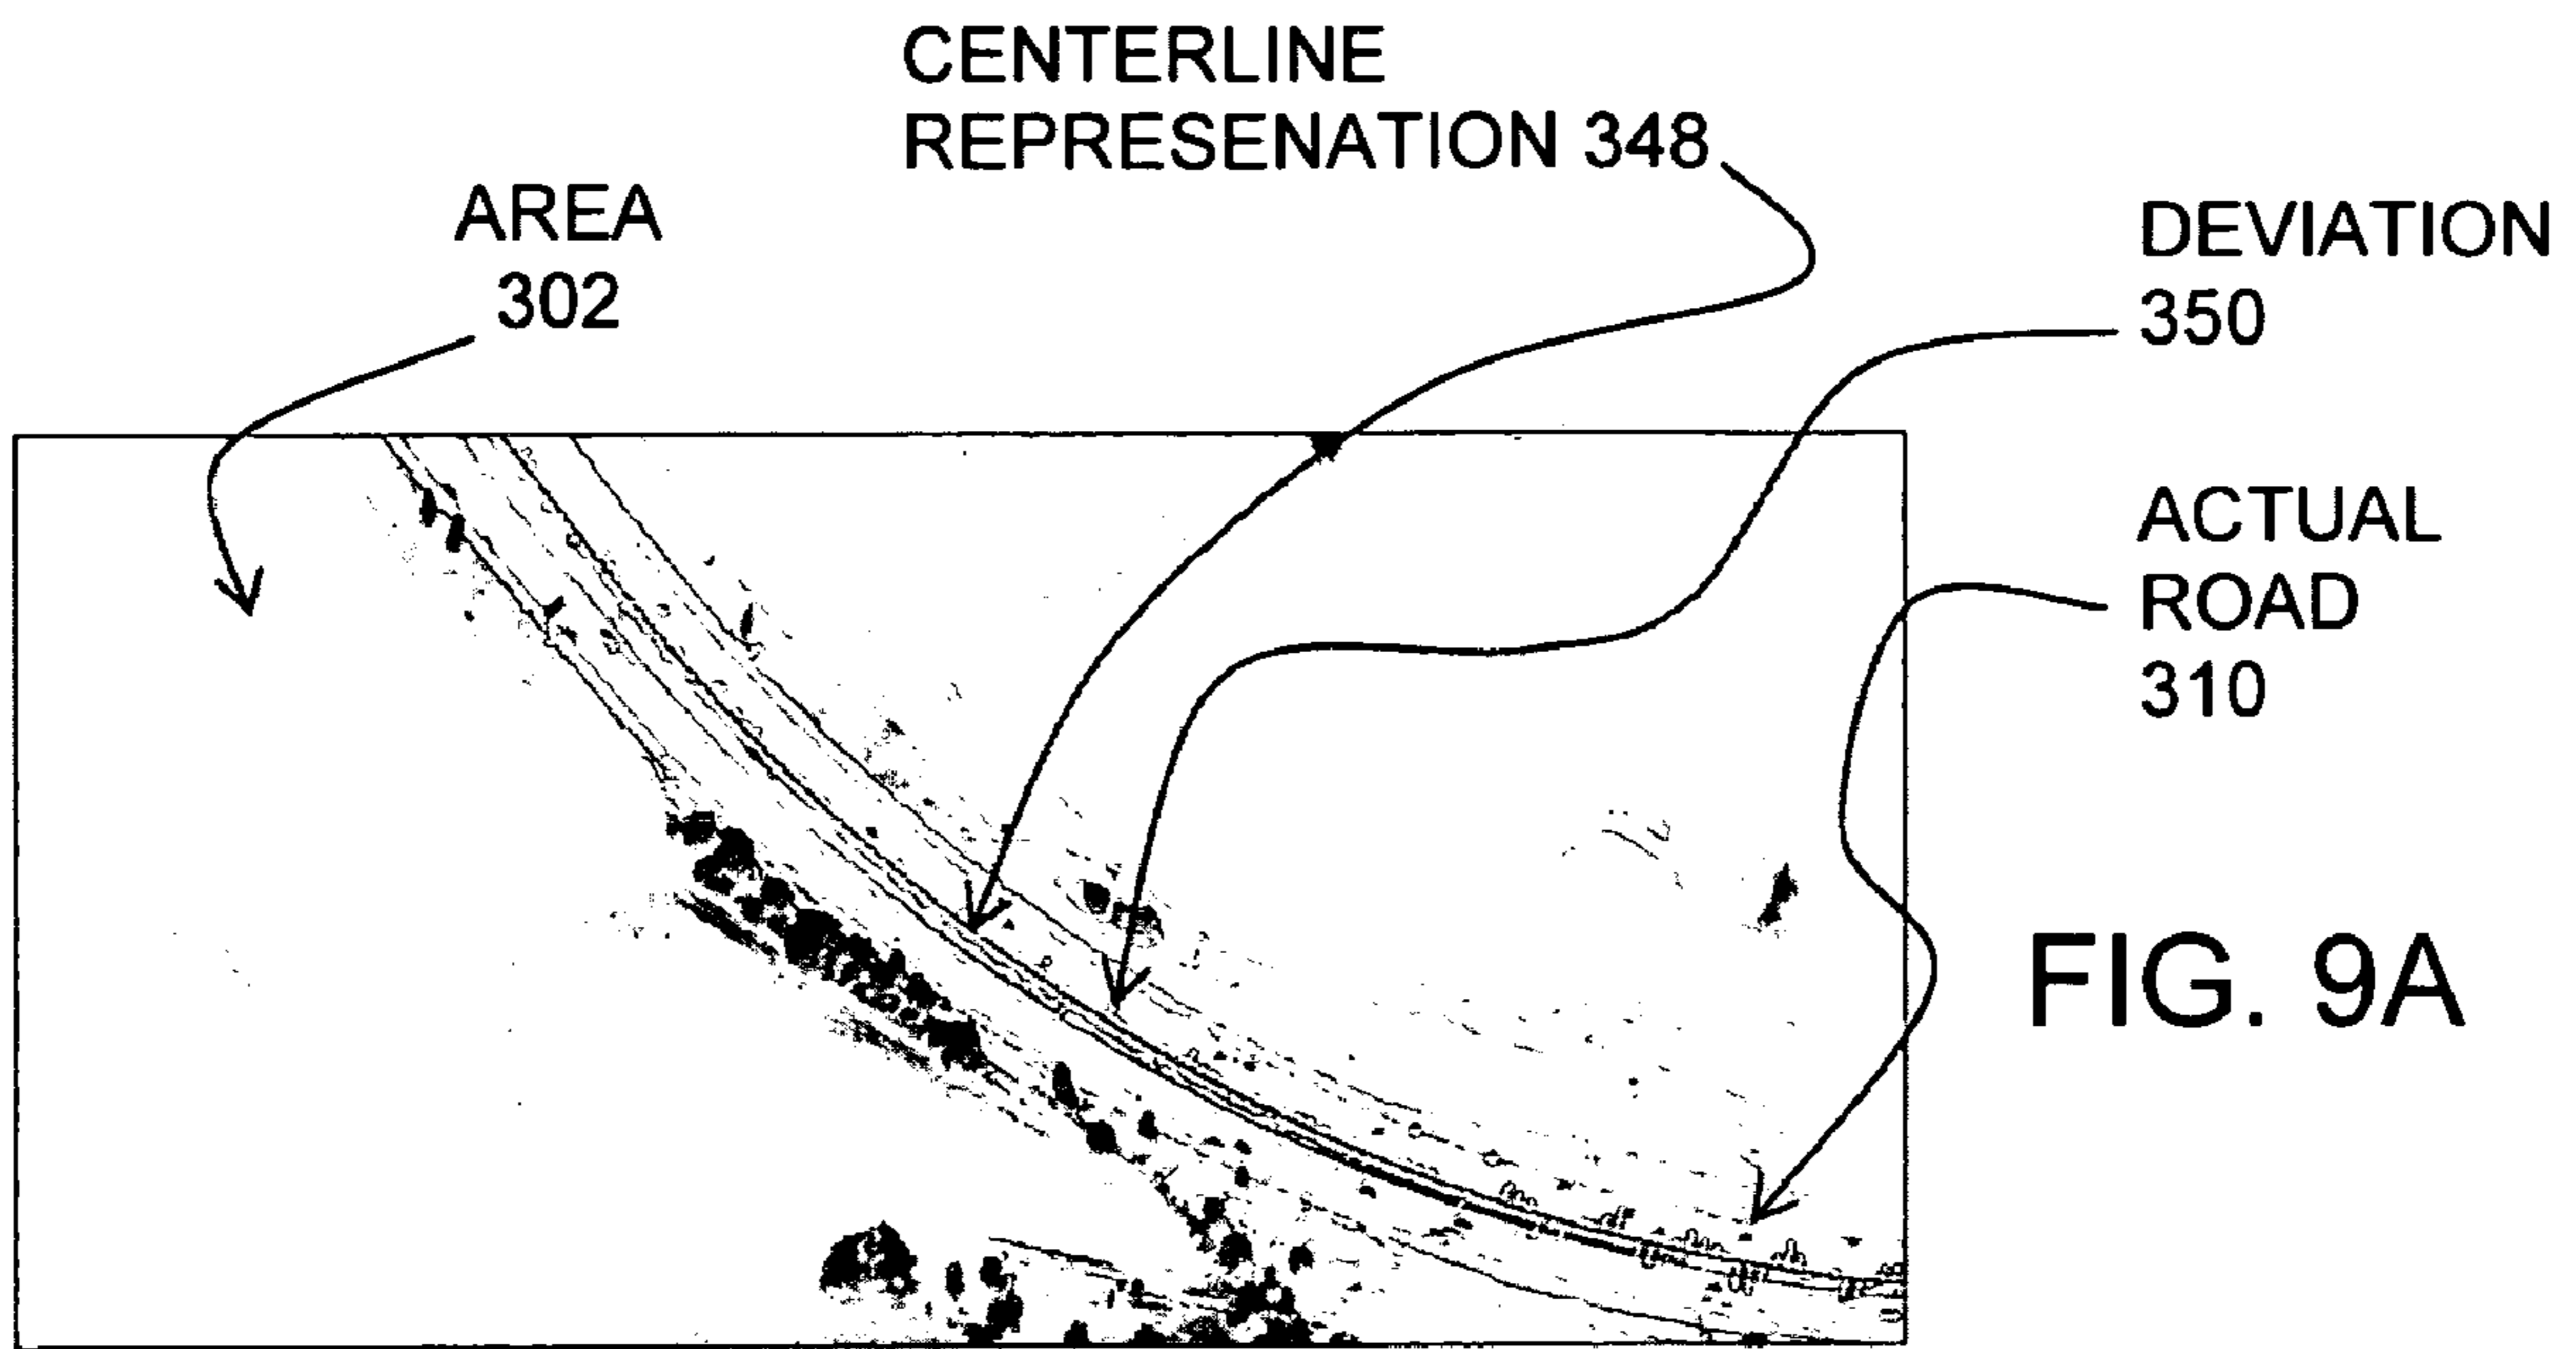 CENTERLINE
REPRESENATION 348
AREA
302
DEVIATION
350
ACTUAL
ROAD
310
FIG. 9A